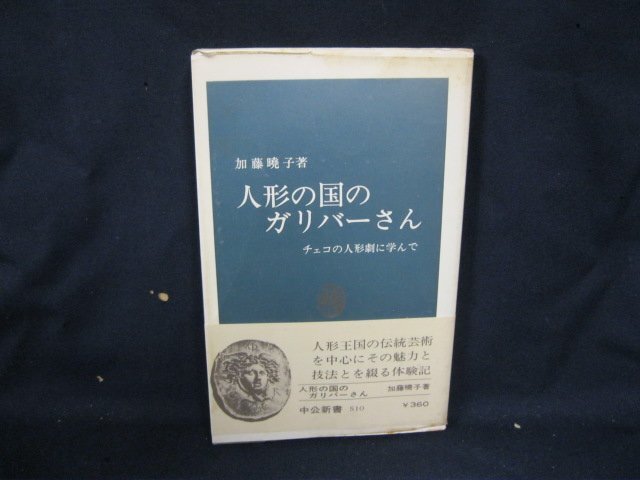 加藤曉子著
人形の国の
ガリバーさん
チェコの人形劇に学んで
人形王国の伝統芸術
を中心にその魅力と
技法とを綴る体験記
人形の国の
ガリバーさん
加藤曉子著
中公新書 510
￥360